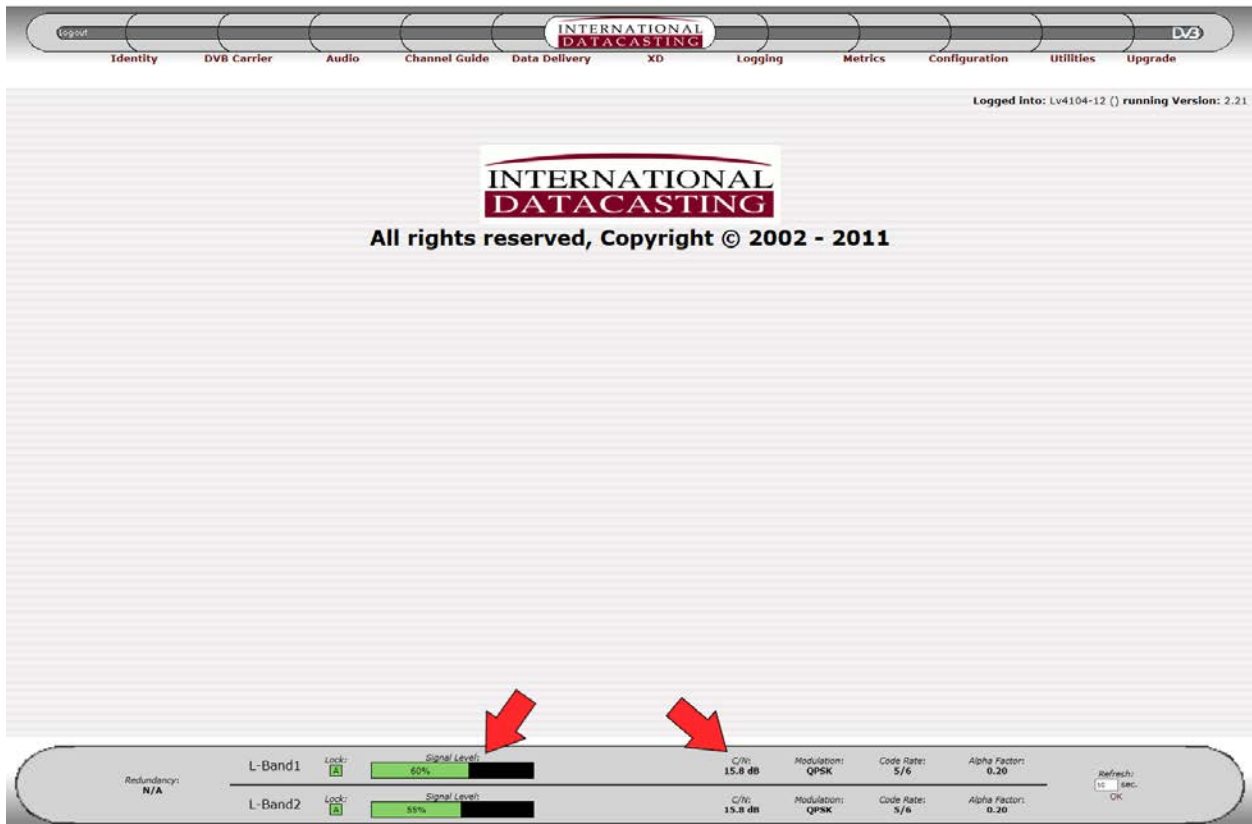 logout
INTERNATIONAL
DATACASTING
DVB
Identity DVB Carrier Audio Channel Guide Data Delivery XD Logging Metrics Configuration Utilities Upgrade
Logged into: Lv4104-12 () running Version: 2.21
INTERNATIONAL
DATACASTING
All rights reserved, Copyright © 2002 - 2011
Redundancy:
N/A
L-Band1 Lock: A Signal Level: 60% C/N: 15.8 dB Modulation: QPSK Code Rate: 5/6 Alpha Factor: 0.20
L-Band2 Lock: A Signal Level: 55% C/N: 15.8 dB Modulation: QPSK Code Rate: 5/6 Alpha Factor: 0.20
Refresh:
10 sec.
OK